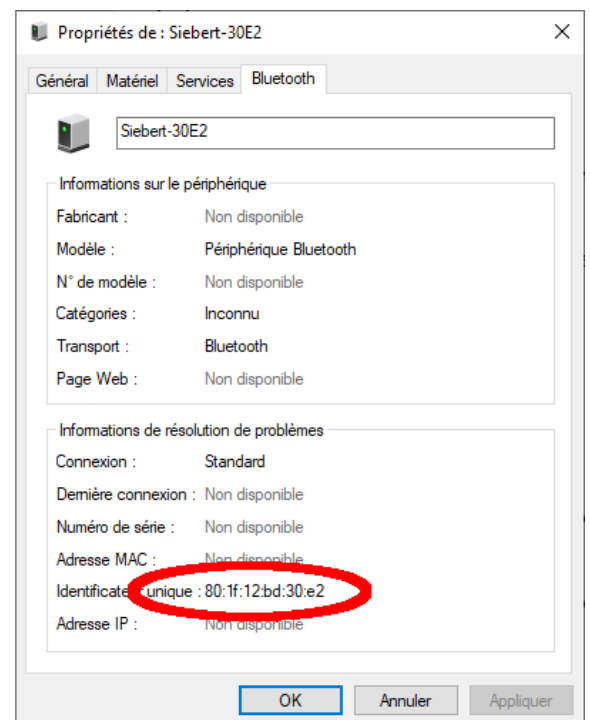 Propriétés de : Siebert-30E2
Général Matériel Services Bluetooth
Siebert-30E2
Informations sur le périphérique
Fabricant : Non disponible
Modèle : Périphérique Bluetooth
N° de modèle : Non disponible
Catégories : Inconnu
Transport : Bluetooth
Page Web : Non disponible
Informations de résolution de problèmes
Connexion : Standard
Dernière connexion : Non disponible
Numéro de série : Non disponible
Adresse MAC : Non disponible
Identificateur unique : 80:1f:12:bd:30:e2
Adresse IP : Non disponible
OK Annuler Appliquer